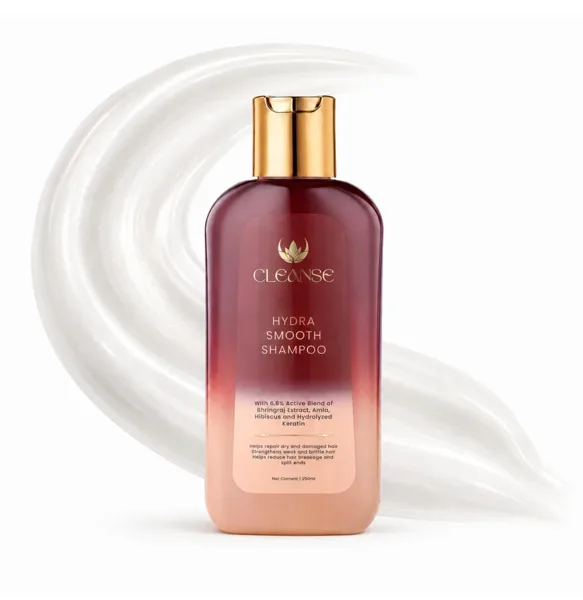 CLEANSE
HYDRA
SMOOTH
SHAMPOO
With 6.8% Active Blend of
Bhringraj Extract, Amla,
Hibiscus and Hydrolyzed
Keratin
Helps repair dry and damaged hair
Strengthens weak and brittle hair
Helps reduce hair breakage and
split ends
Net Content | 250ml